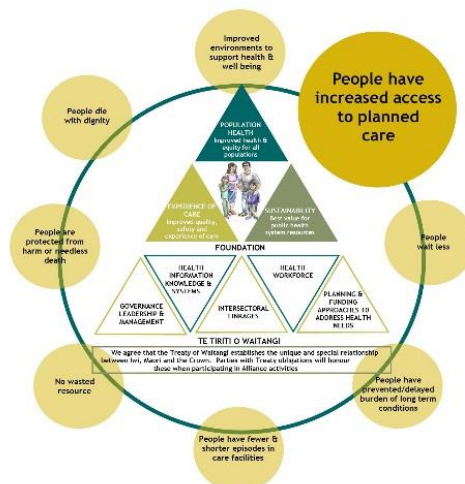 Improved
environments to
support health &
well being
People have
increased access
to planned
care
People die
with dignity
POPULATION
HEALTH
Improved health &
equity for all
populations
EXPERIENCE OF
CARE
Improved quality,
safety and
experience of care
SUSTAINABILITY
Best value for
public health
system resources
People are
protected from
harm or needless
death
People
wait less
FOUNDATION
HEALTH
INFORMATION
KNOWLEDGE &
SYSTEMS
HEALTH
WORKFORCE
GOVERNANCE
LEADERSHIP &
MANAGEMENT
INTERSECTORAL
LINKAGES
PLANNING &
FUNDING
APPROACHES TO
ADDRESS HEALTH
NEEDS
TE TIRITI O WAITANGI
We agree that the Treaty of Waitangi establishes the unique and special relationship
between Iwi, Maori and the Crown. Partner with Treaty obligations will honour
these when participating in Alliance activities
No wasted
resource
People have
prevented/delayed
burden of long term
conditions
People have fewer &
shorter episodes in
care facilities